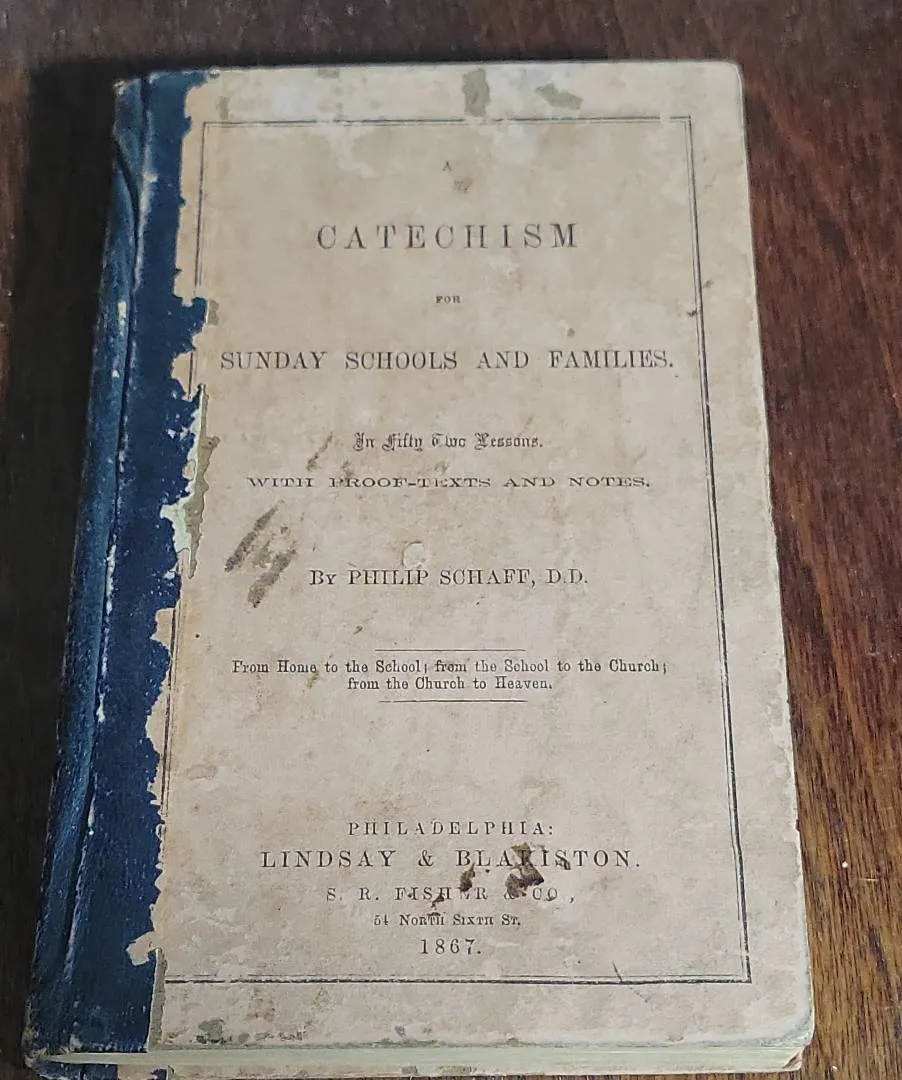 A
CATECHISM
FOR
SUNDAY SCHOOLS AND FAMILIES.
In Fifty Two Lessons.
WITH PROOF-TEXTS AND NOTES.
BY PHILIP SCHAFF, D.D.
From Home to the School; from the School to the Church;
from the Church to Heaven.
PHILADELPHIA:
LINDSAY & BLAKISTON.
S. R. FISHER & CO,
54 NORTH SIXTH ST.
1867.